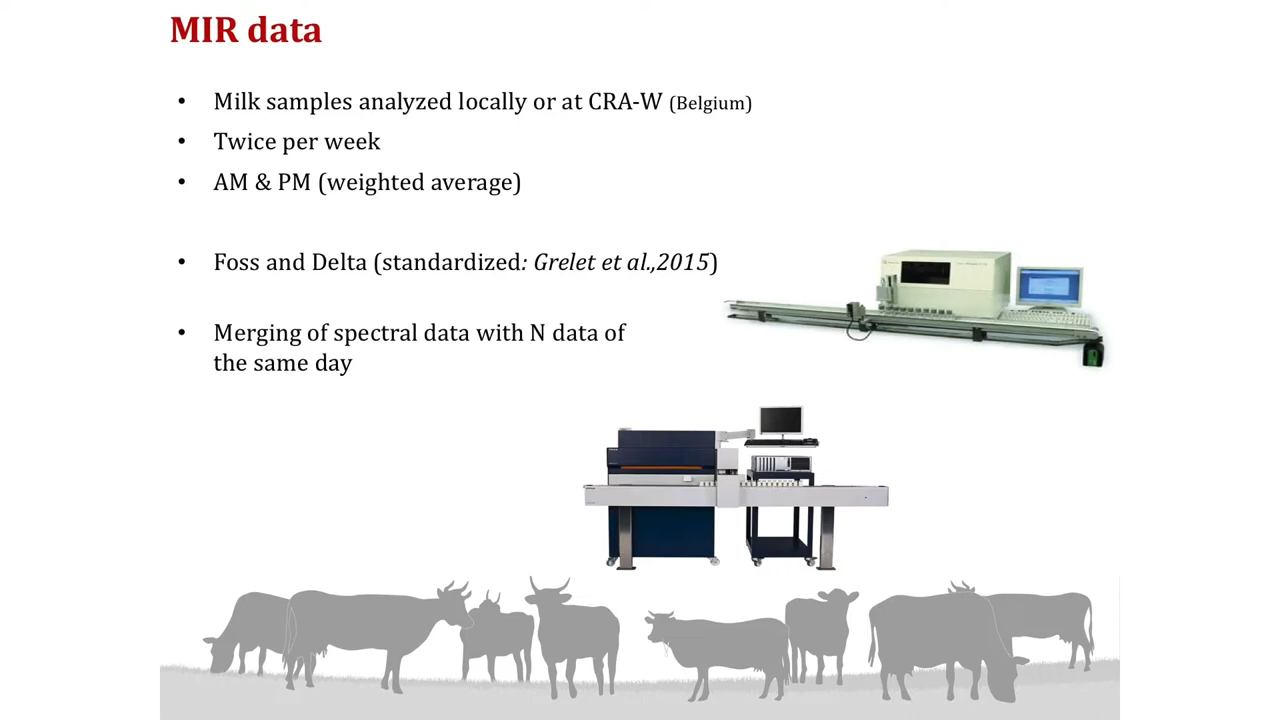 MIR data
• Milk samples analyzed locally or at CRA-W (Belgium)
• Twice per week
• AM & PM (weighted average)
• Foss and Delta (standardized: Grelet et al.,2015)
• Merging of spectral data with N data of
the same day